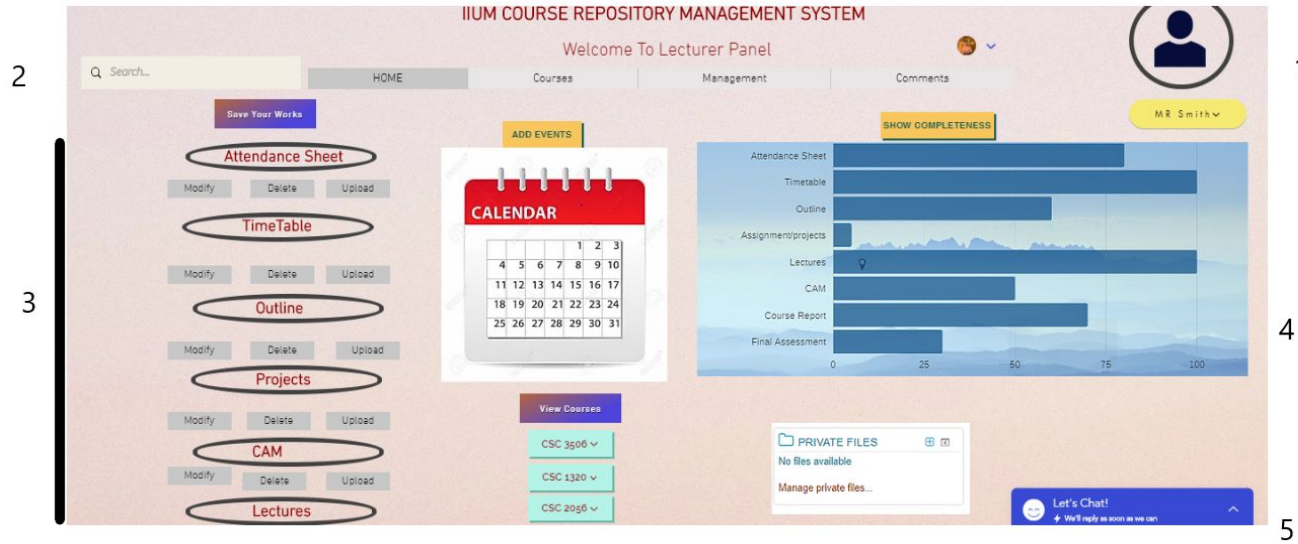 IIUM COURSE REPOSITORY MANAGEMENT SYSTEM
Welcome To Lecturer Panel
2
Search...
HOME Courses Management Comments
MR Smith
Save Your Works
ADD EVENTS
SHOW COMPLETENESS
3
Attendance Sheet
Modify Delete Upload
TimeTable
Modify Delete Upload
Outline
Modify Delete Upload
Projects
Modify Delete Upload
CAM
Modify Delete Upload
Lectures
CALENDAR
1 2 3
4 5 6 7 8 9 10
11 12 13 14 15 16 17
18 19 20 21 22 23 24
25 26 27 28 29 30 31
View Courses
CSC 3506
CSC 1320
CSC 2056
Attendance Sheet
Timetable
Outline
Assignment/projects
Lectures
CAM
Course Report
Final Assessment
0 25 50 75 100
4
PRIVATE FILES
No files available
Manage private files...
Let's Chat!
We'll reply as soon as we can
5